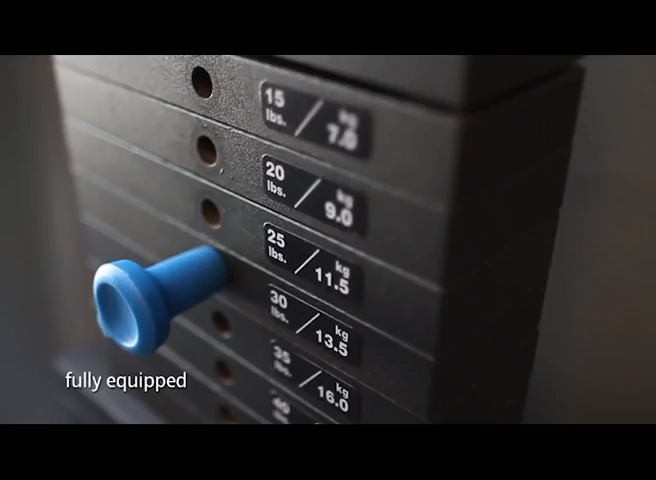 15
lbs.
kg
7.0
20
lbs.
kg
9.0
25
lbs.
kg
11.5
30
lbs.
kg
13.5
35
lbs.
kg
16.0
40
fully equipped